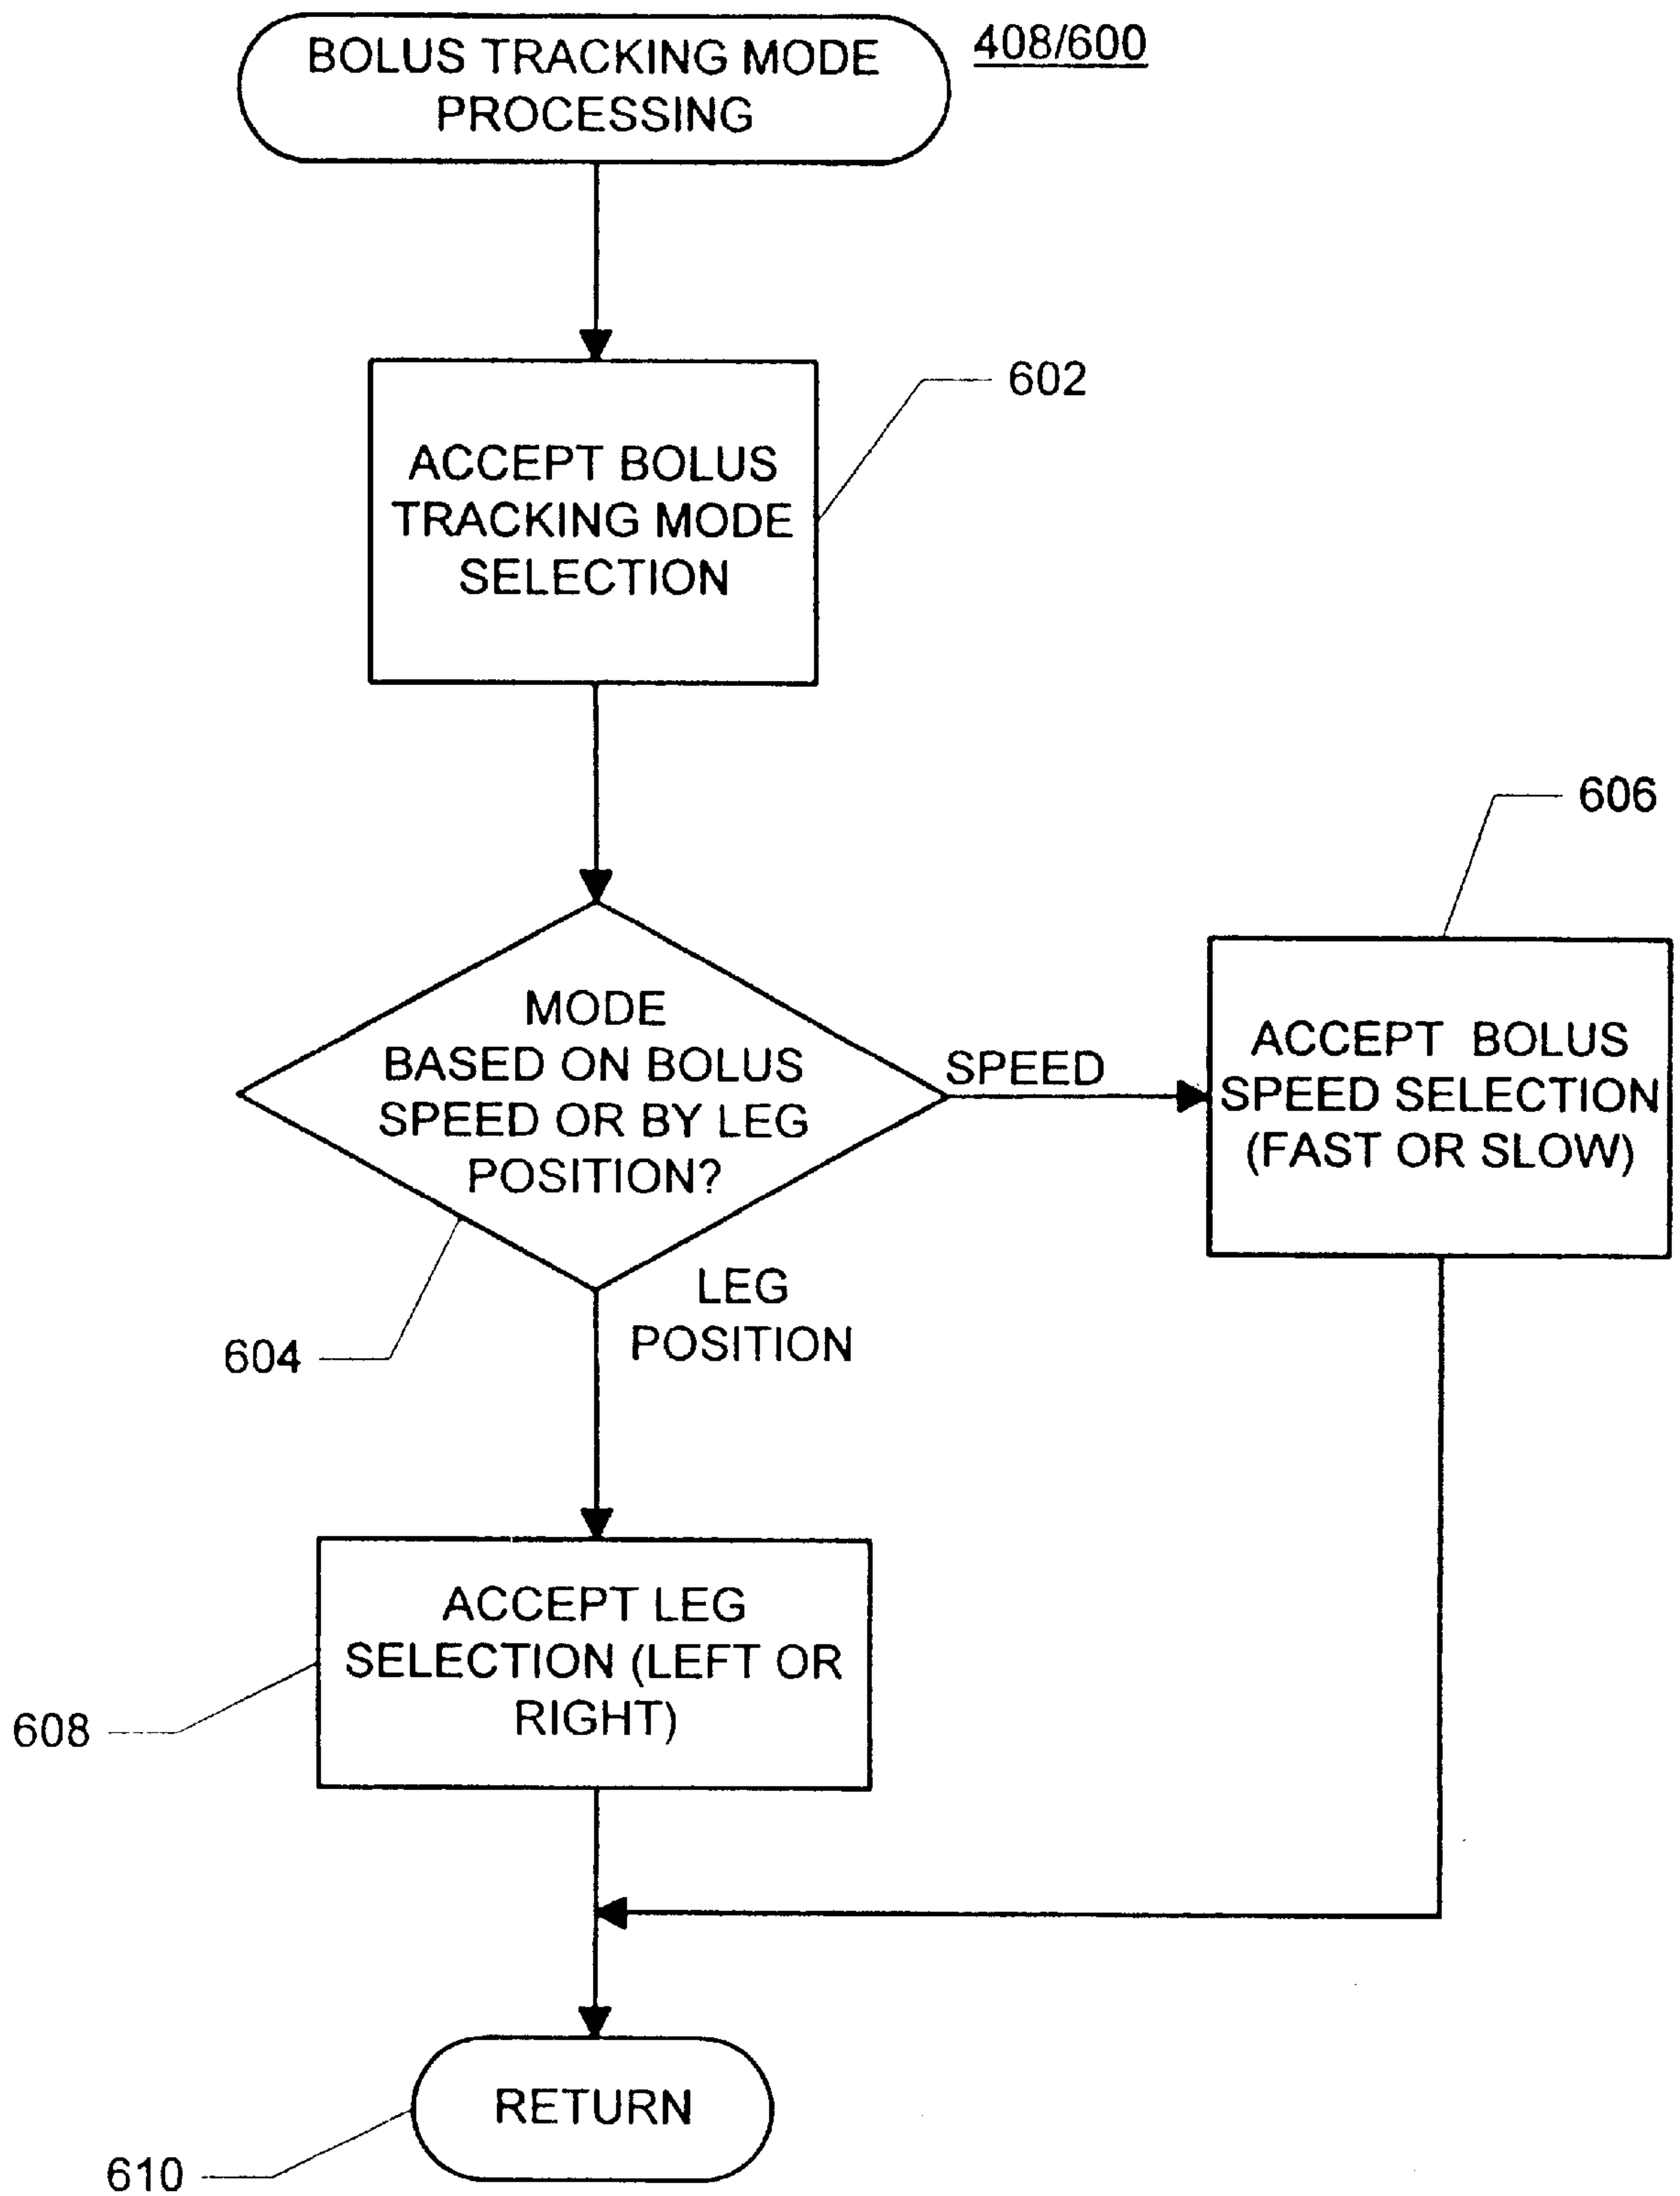 BOLUS TRACKING MODE
PROCESSING
408/600
602
ACCEPT BOLUS
TRACKING MODE
SELECTION
606
MODE
BASED ON BOLUS
SPEED OR BY LEG
POSITION?
SPEED
ACCEPT BOLUS
SPEED SELECTION
(FAST OR SLOW)
604
LEG
POSITION
ACCEPT LEG
SELECTION (LEFT OR
RIGHT)
608
RETURN
610